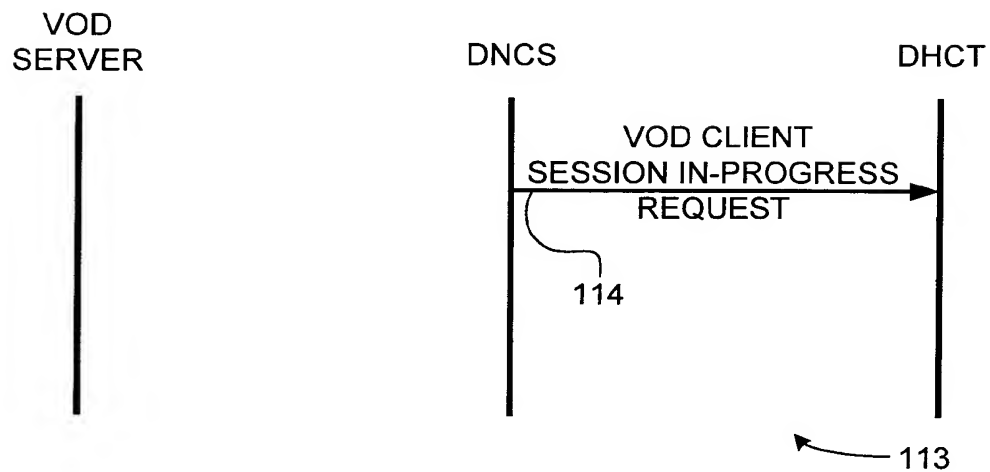 VOD
SERVER
DNCS
DHCT
VOD CLIENT
SESSION IN-PROGRESS
REQUEST
114
113